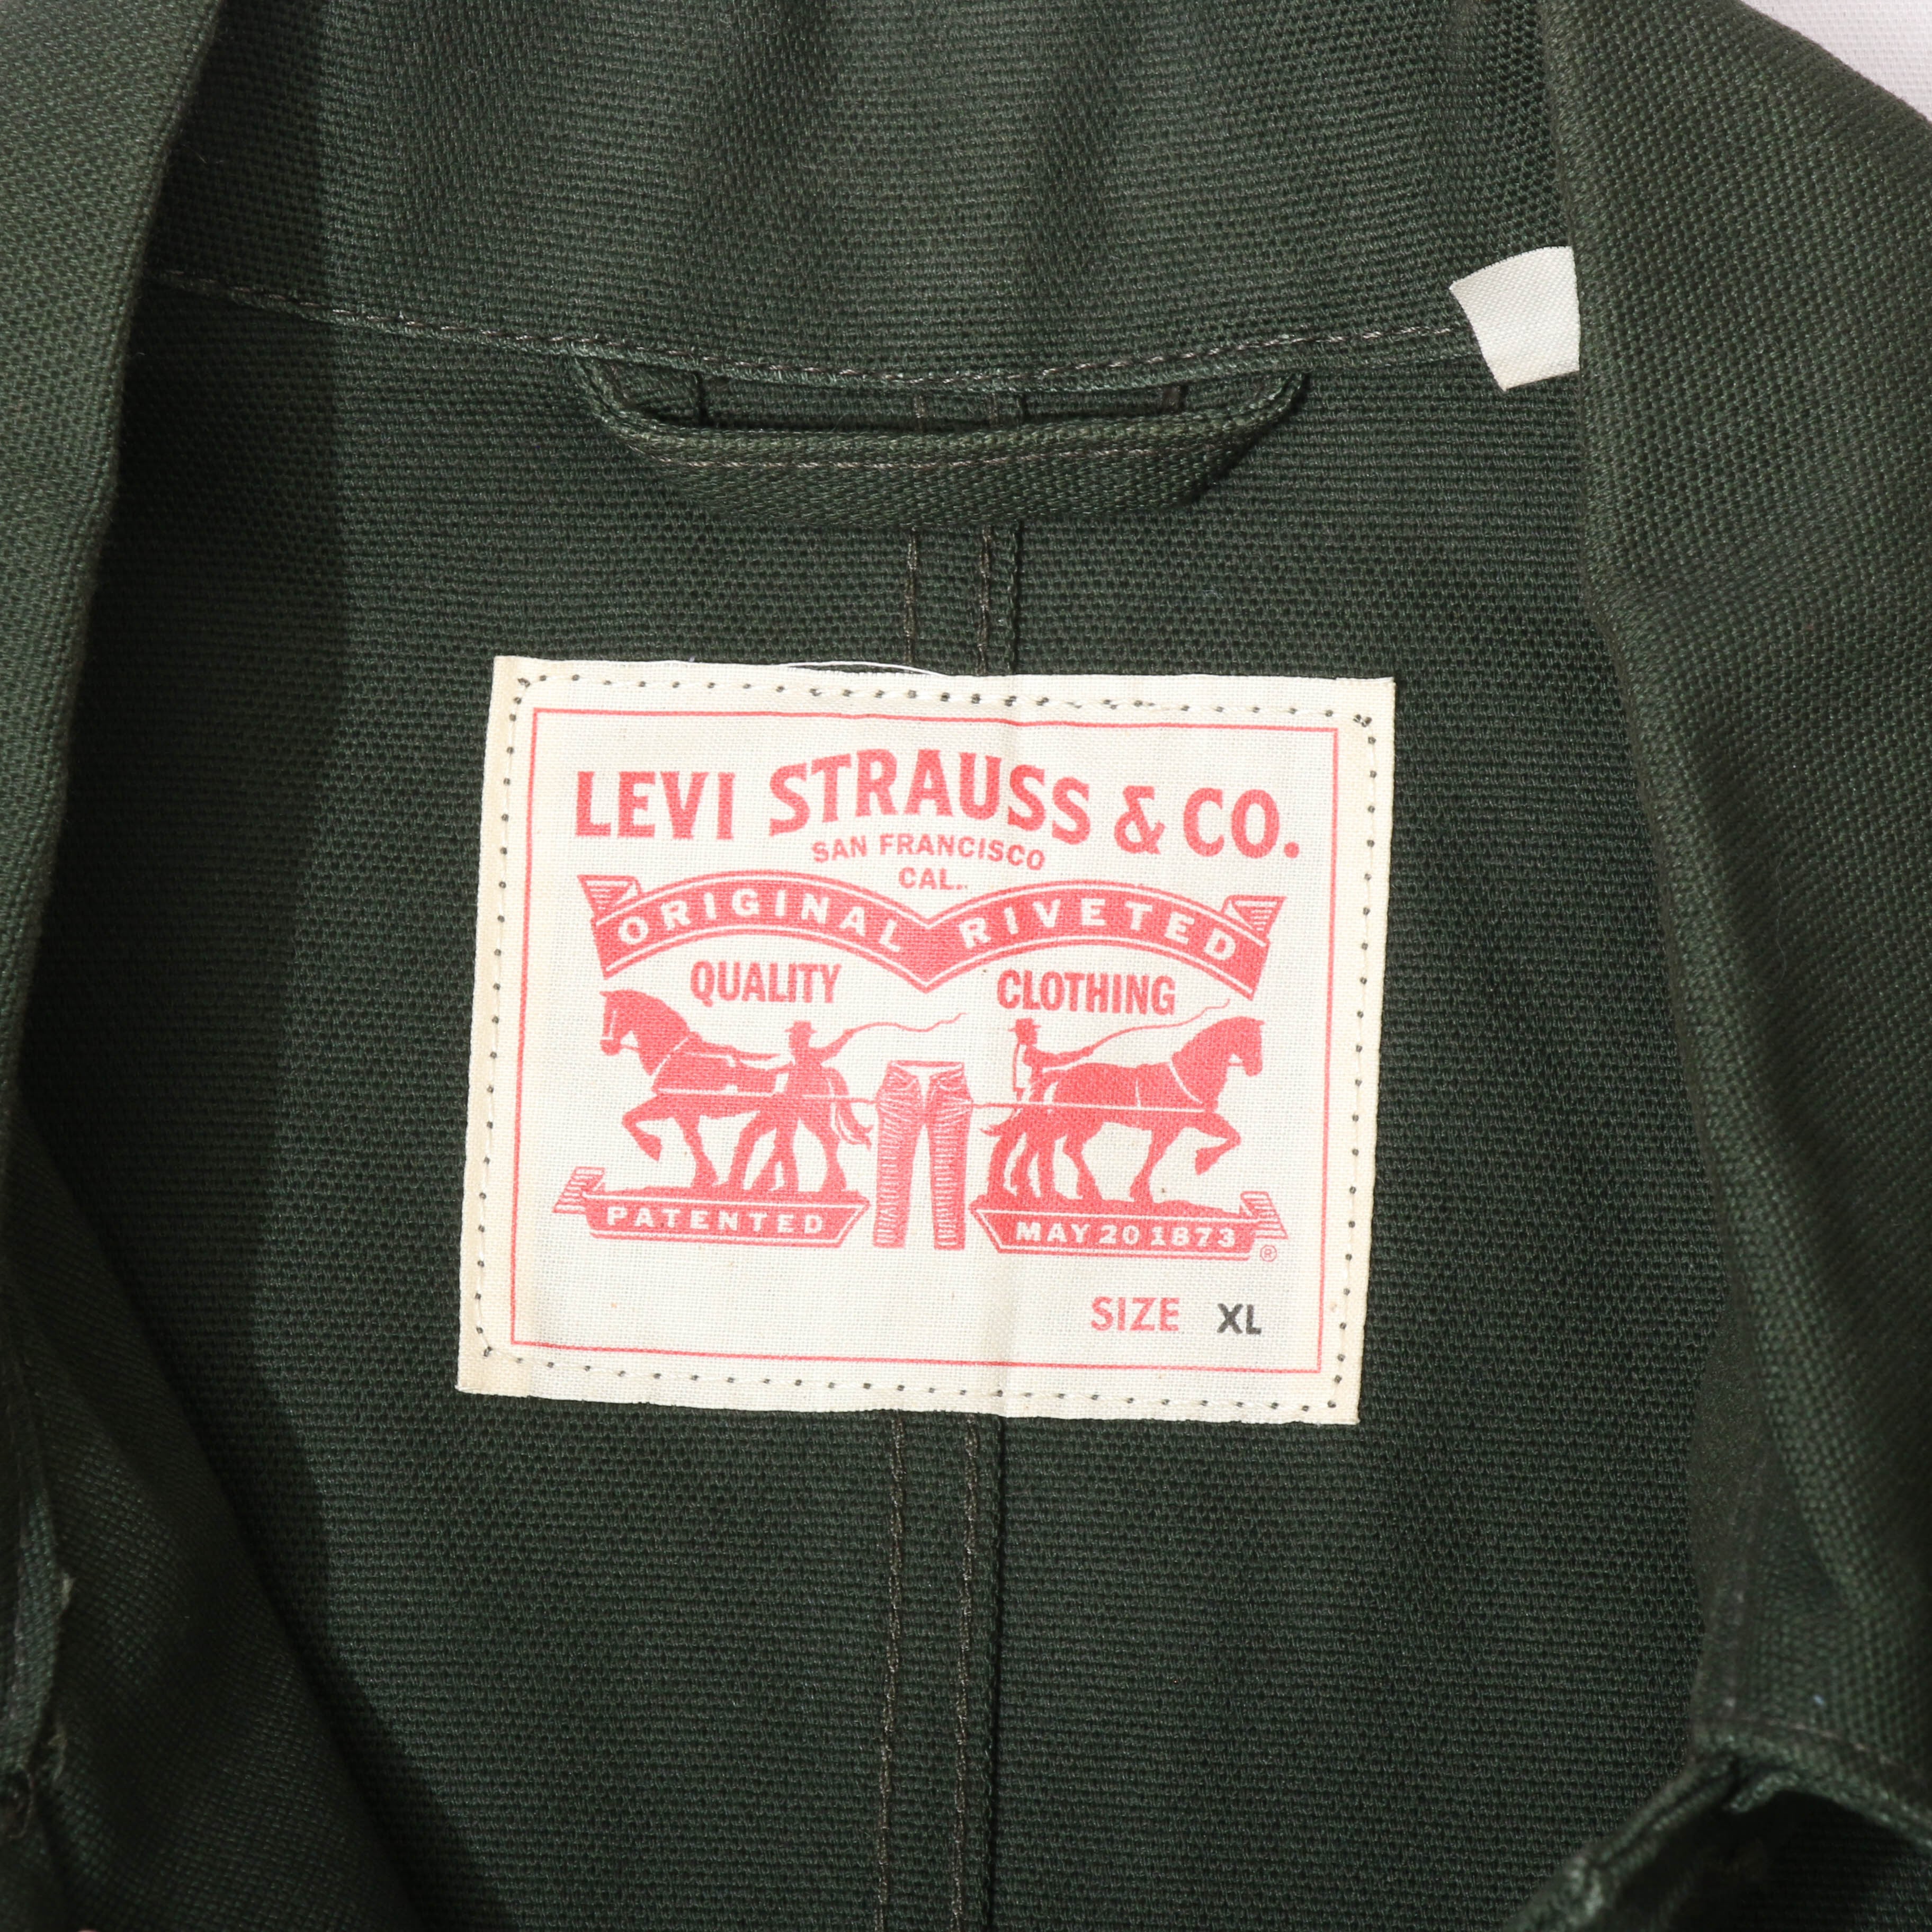 LEVI STRAUSS & CO.
SAN FRANCISCO
CAL.
ORIGINAL RIVETED
QUALITY CLOTHING
PATENTED MAY 20 1873 ®
SIZE XL